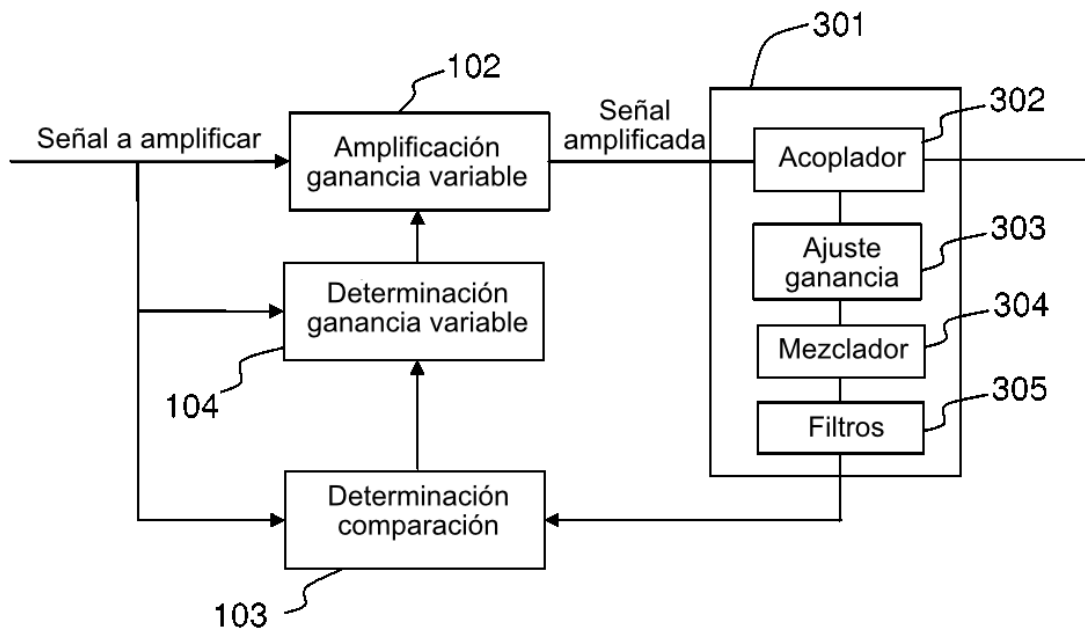 301
102
302
Señal a amplificar
Señal
amplificada
Amplificación
ganancia variable
Acoplador
303
Ajuste
ganancia
Determinación
ganancia variable
304
Mezclador
104
305
Filtros
Determinación
comparación
103